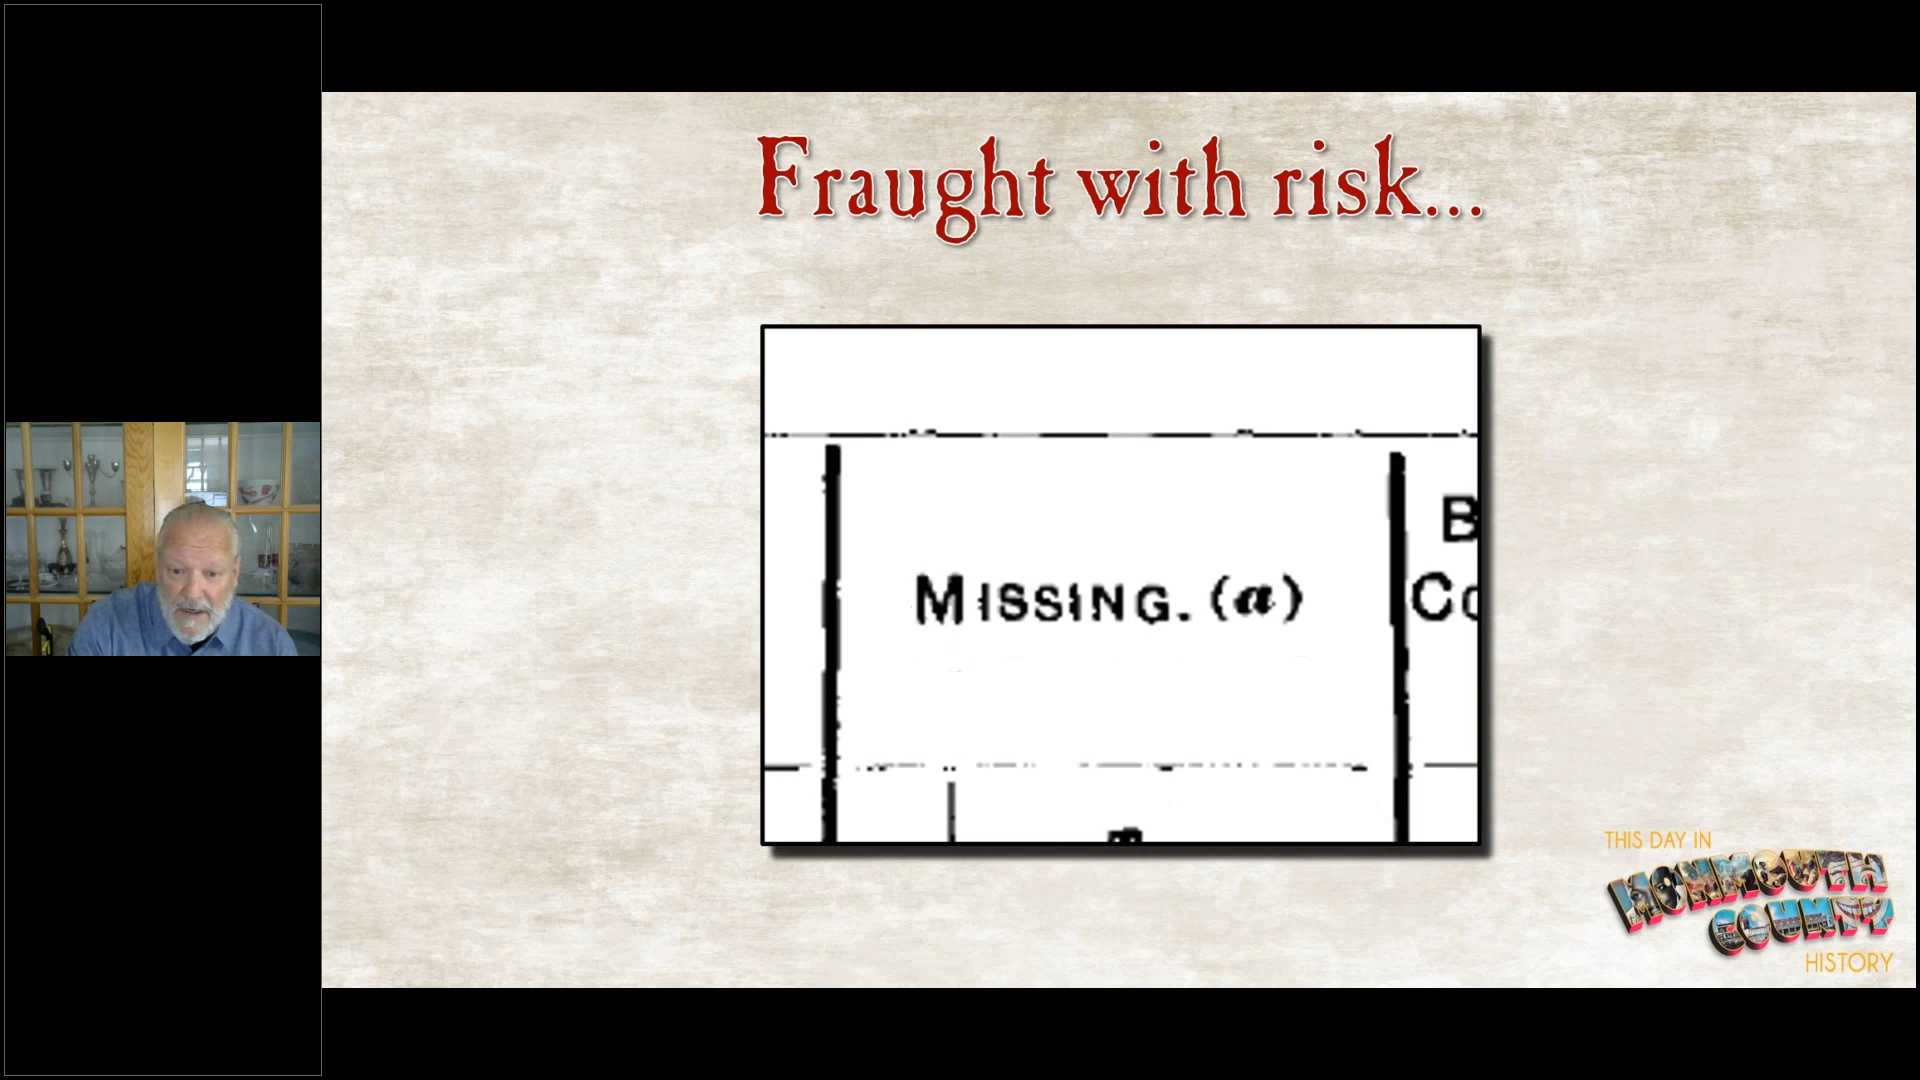 Fraught with risk...
B
MISSING. (a)
Co
THIS DAY IN
MONMOUTH
COUNTY
HISTORY